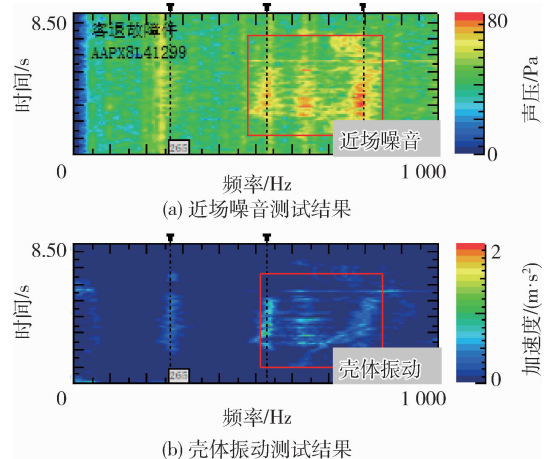 8.50
客退故障件
AAPX8L41299
时间/s
265
近场噪音
80
声压/Pa
0
0
1 000
频率/Hz
(a) 近场噪音测试结果
8.50
时间/s
265
壳体振动
2
加速度/(m·s²)
0
0
1 000
频率/Hz
(b) 壳体振动测试结果